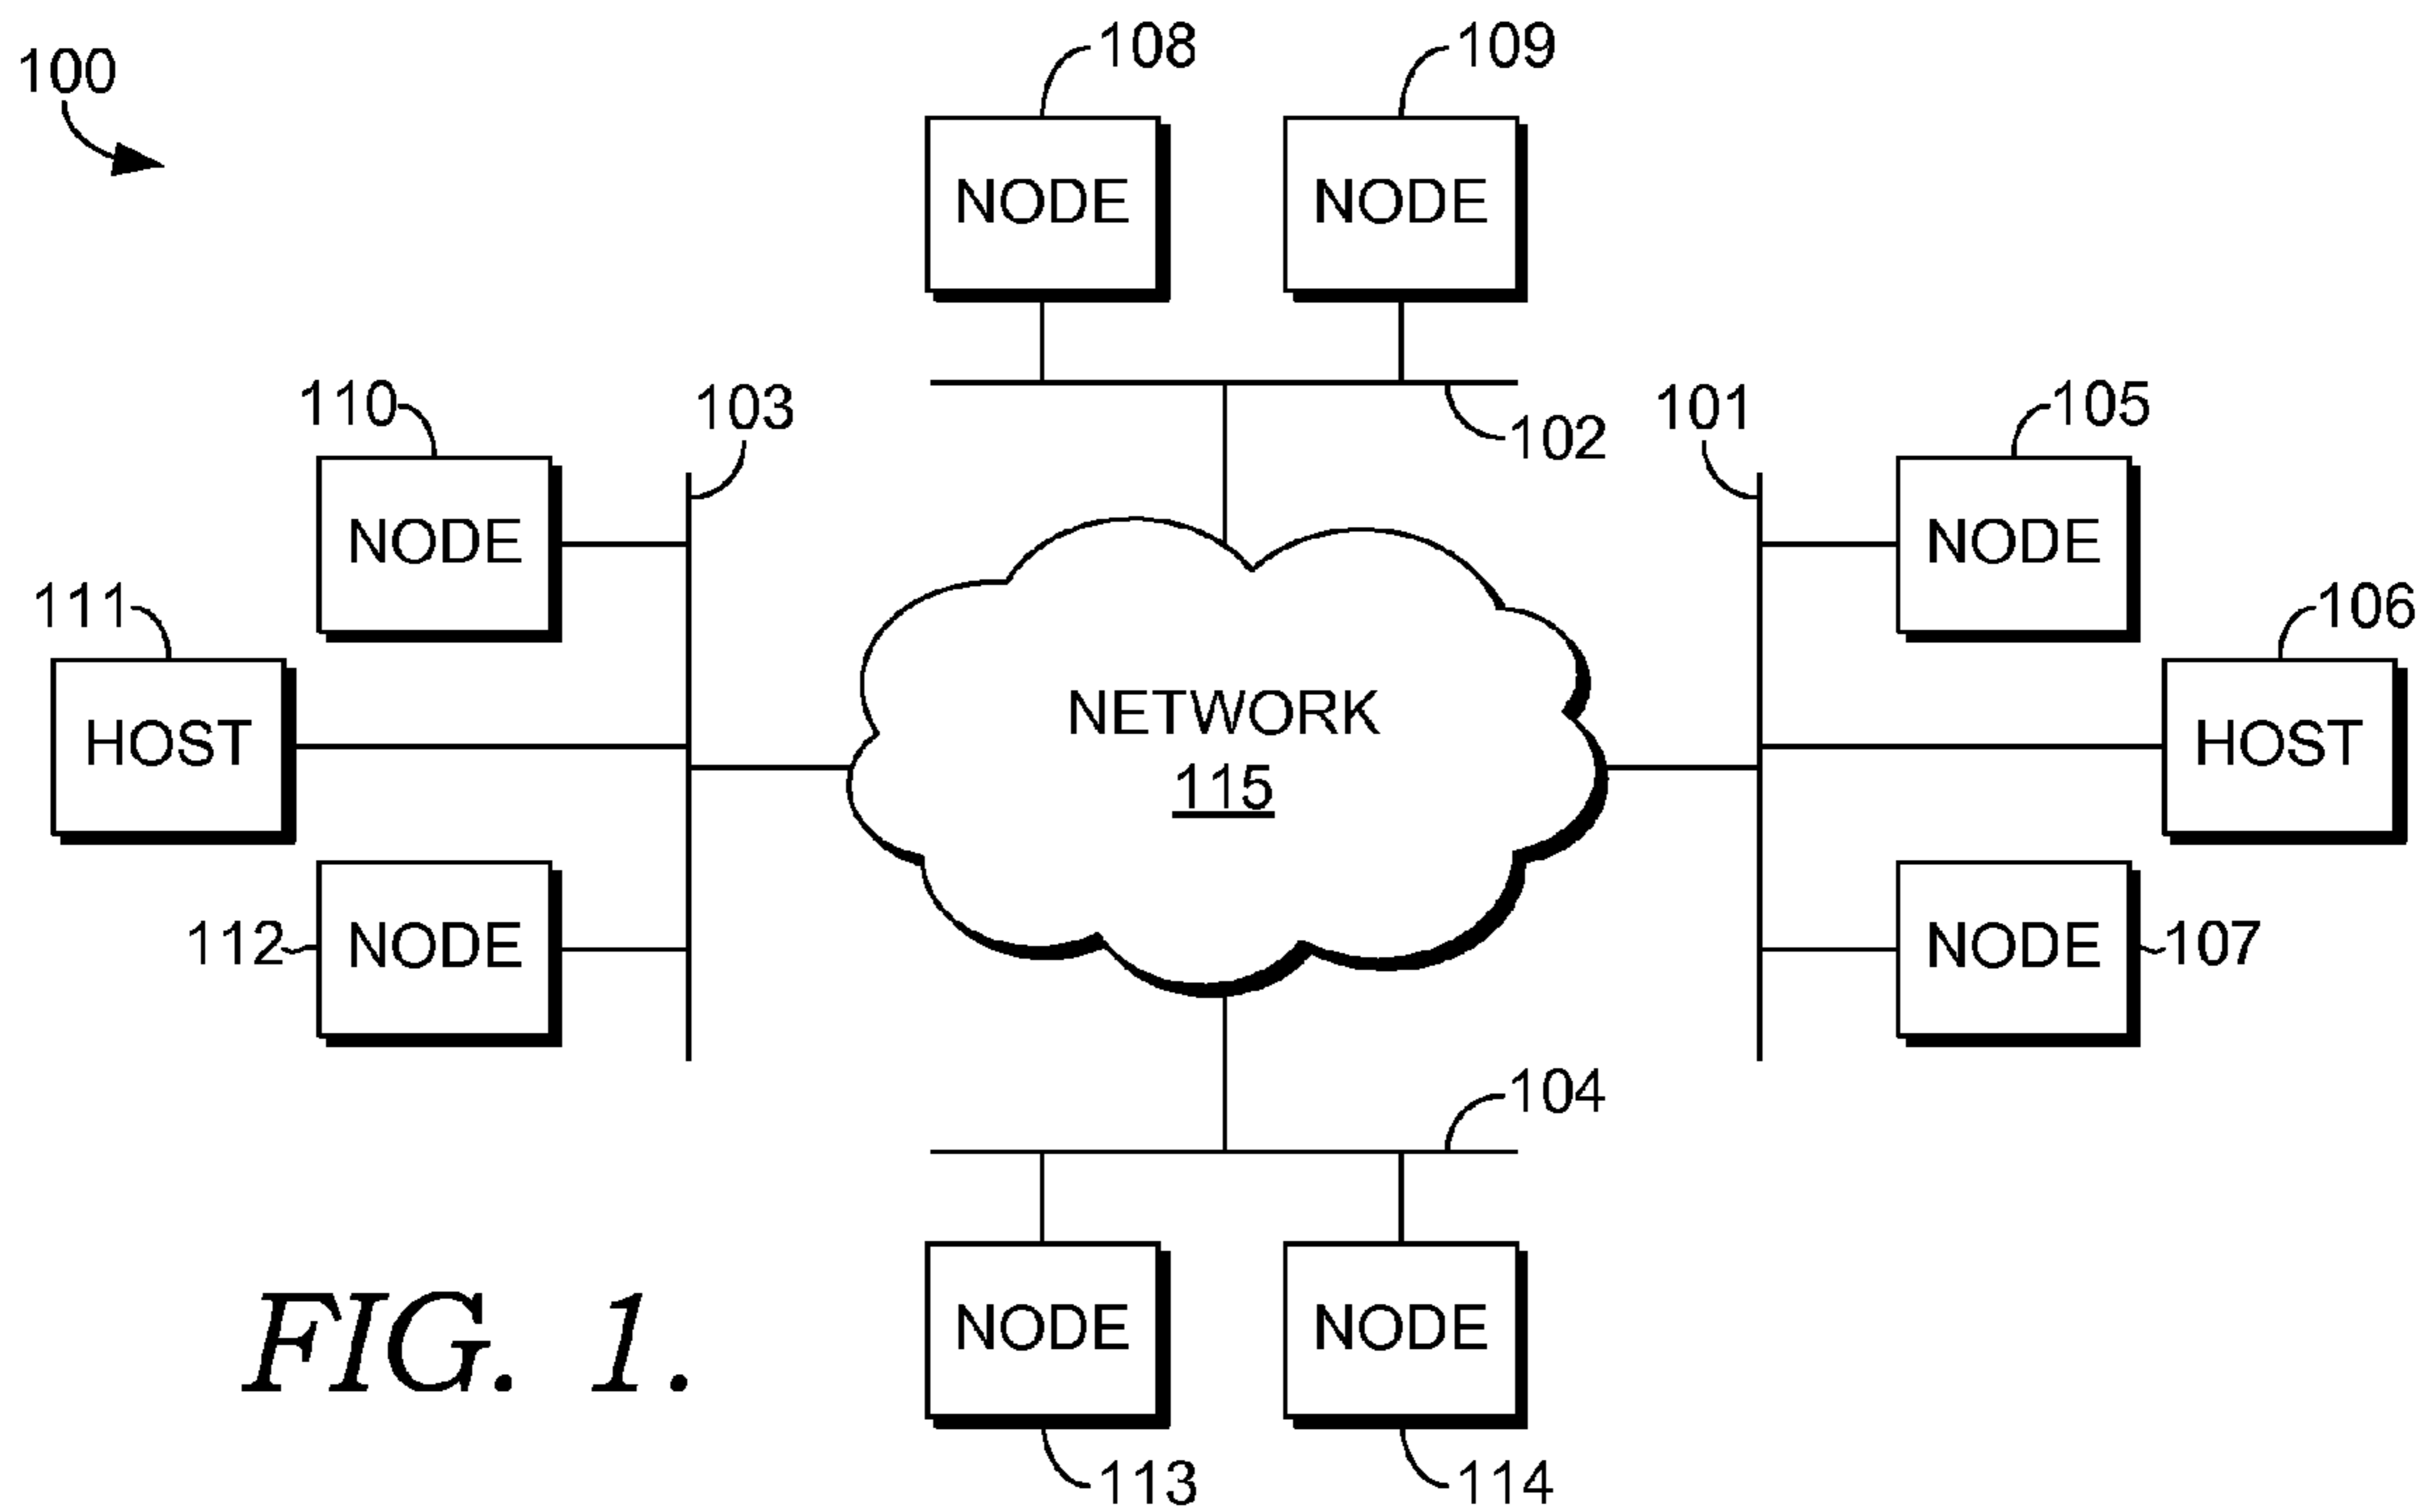 100
108
109
NODE
NODE
110
103
102
101
105
NODE
NODE
111
106
HOST
NETWORK
115
HOST
112
NODE
NODE
107
104
NODE
NODE
113
114
FIG. 1.